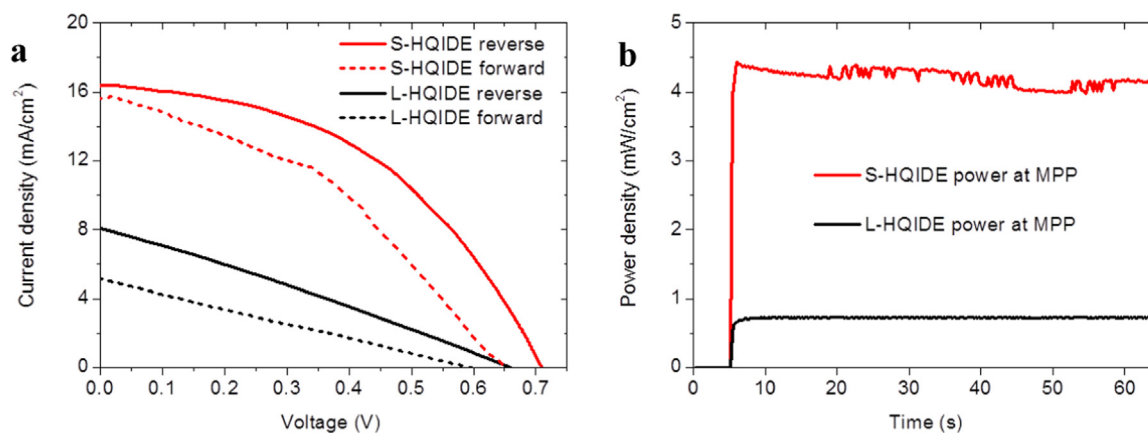 a
20
16
12
8
4
0
Current density (mA/cm²)
0.0 0.1 0.2 0.3 0.4 0.5 0.6 0.7
Voltage (V)
S-HQIDE reverse
S-HQIDE forward
L-HQIDE reverse
L-HQIDE forward
b
5
4
3
2
1
0
Power density (mW/cm²)
0 10 20 30 40 50 60
Time (s)
S-HQIDE power at MPP
L-HQIDE power at MPP